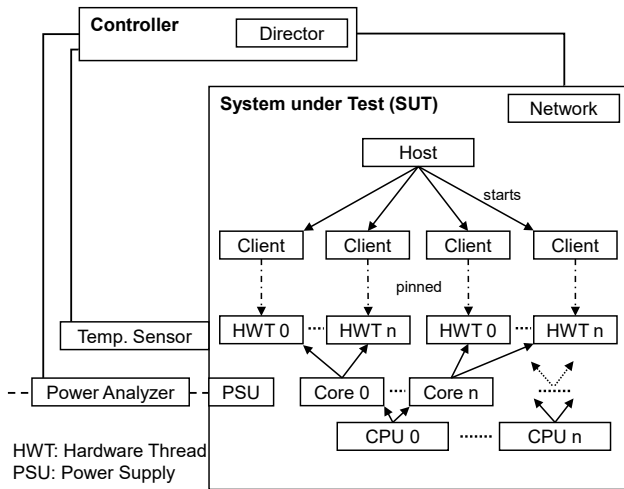 Controller
Director
System under Test (SUT)
Network
Host
starts
Client Client Client Client
pinned
HWT 0 HWT n HWT 0 HWT n
Temp. Sensor
Power Analyzer PSU Core 0 Core n
CPU 0 CPU n
HWT: Hardware Thread
PSU: Power Supply